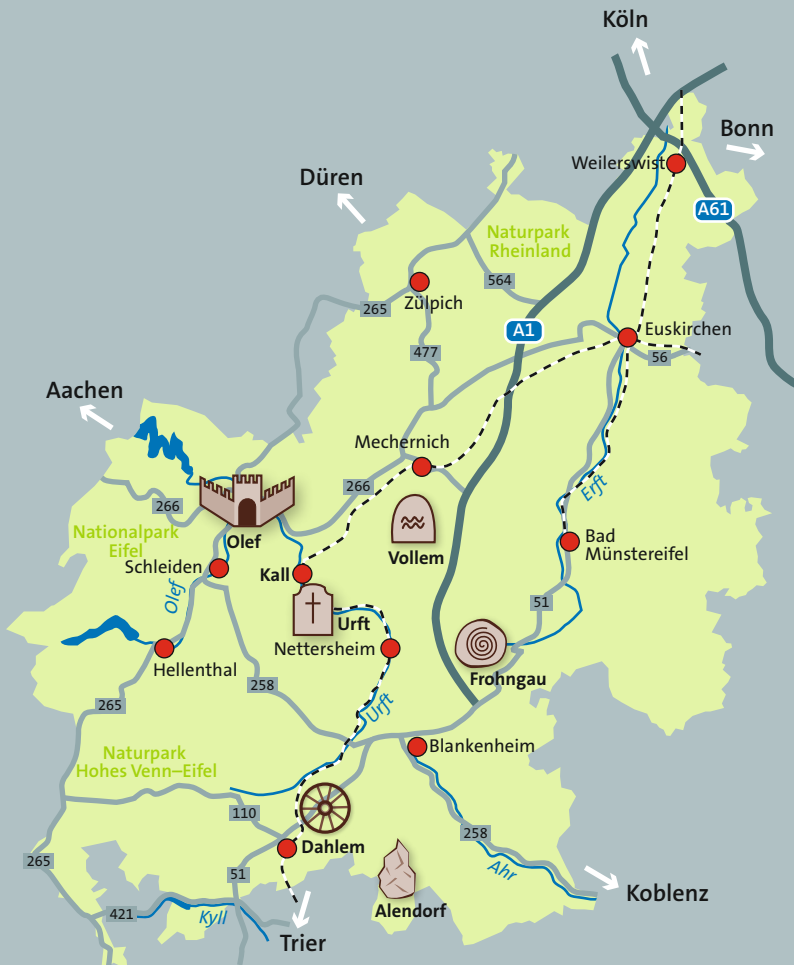 Köln
Bonn
Weilerswist
Düren
A61
Naturpark
Rheinland
564
265
Zülpich
A1
Euskirchen
477
56
Aachen
Mechernich
266
266
Erft
Olef
Nationalpark
Eifel
Vollem
Bad
Münstereifel
Schleiden
Kall
Olef
51
Urft
Nettersheim
Hellenthal
Frohngau
258
265
Urft
Blankenheim
Naturpark
Hohes Venn–Eifel
110
258
Dahlem
265
51
Ahr
Koblenz
421
Kyll
Alendorf
Trier